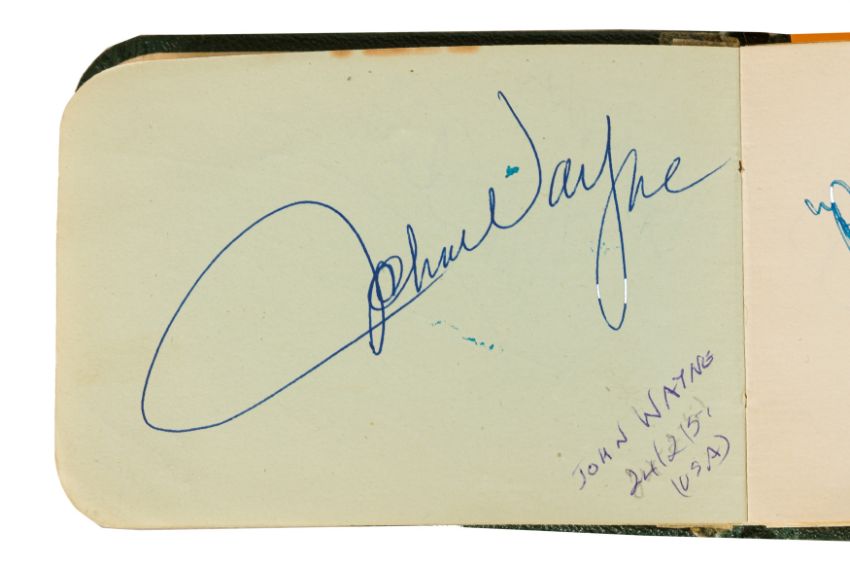 John Wayne
JOHN WAYNE
24/2/51
(USA)